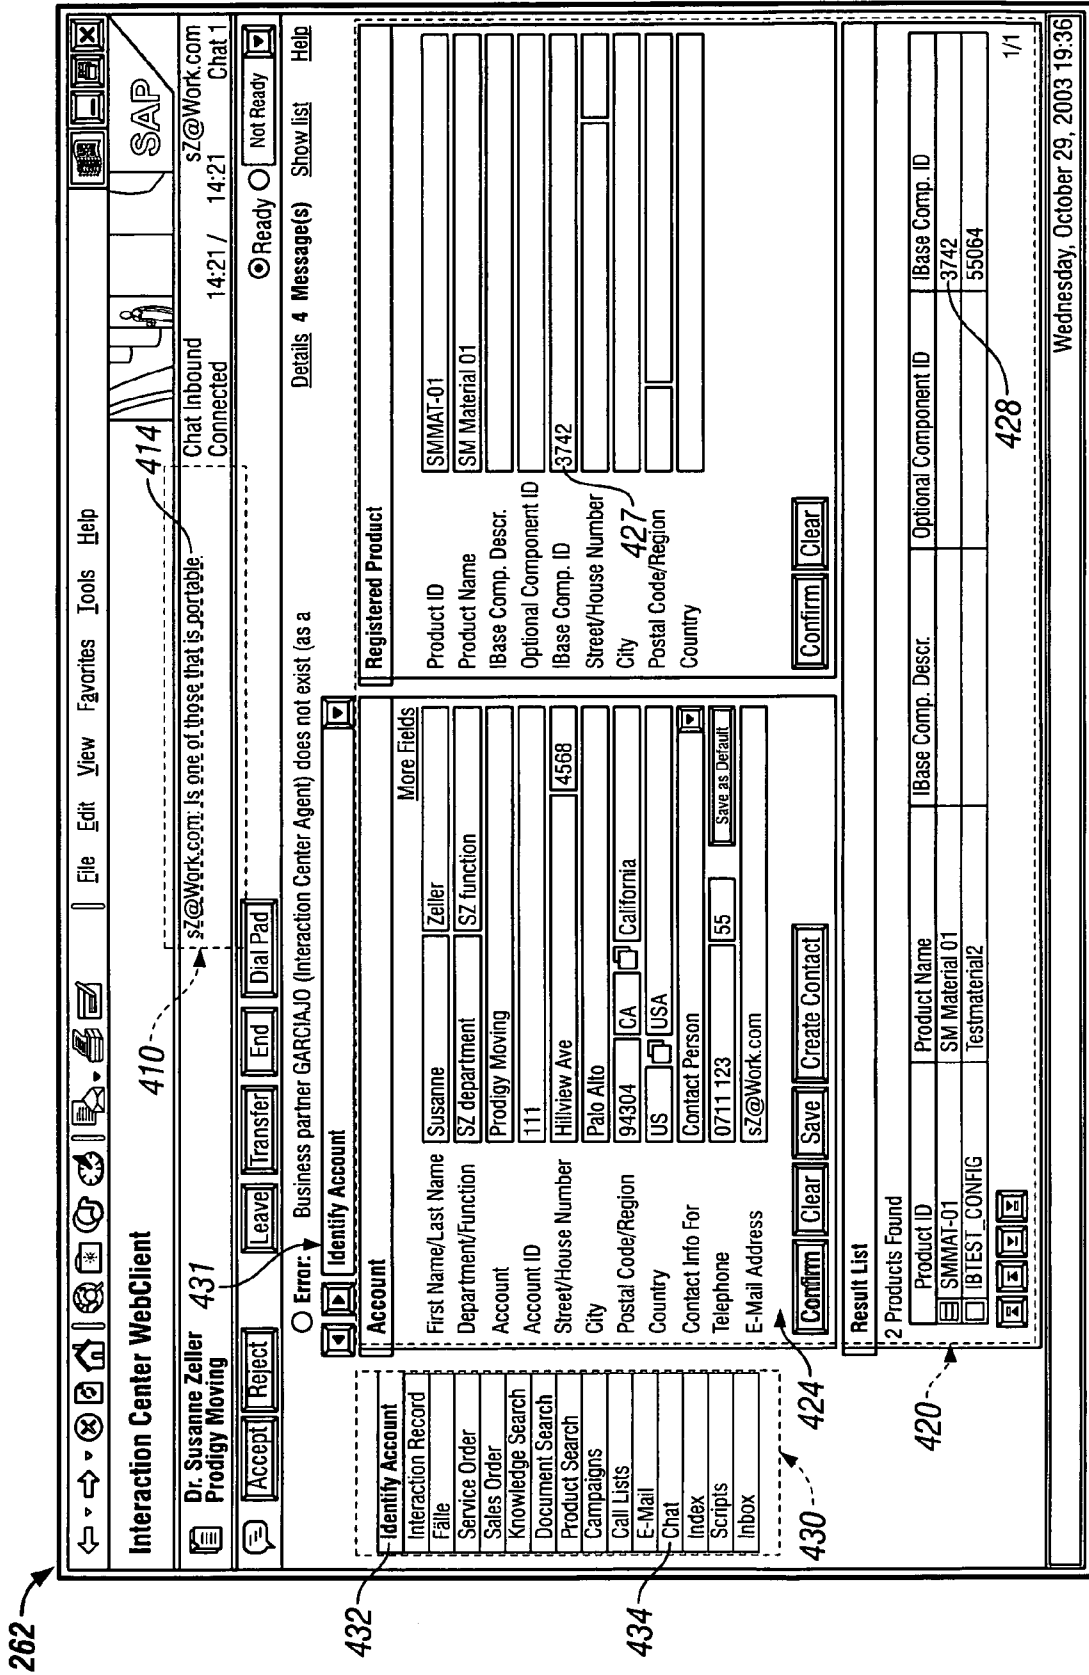 262
File Edit View Favorites Tools Help
Interaction Center WebClient
SAP
410
414
Dr. Susanne Zeller
Prodigy Moving
sZ@Work.com: Is one of those that is portable.
Chat Inbound
Connected
14:21 / 14:21
sZ@Work.com
Chat 1
431
Accept Reject Leave Transfer End Dial Pad
Ready Not Ready
Error: Business partner GARCIAJO (Interaction Center Agent) does not exist (as a
Details 4 Message(s) Show list Help
Identify Account
432
Identify Account
Interaction Record
Fälle
Service Order
Sales Order
Knowledge Search
Document Search
Product Search
Campaigns
Call Lists
E-Mail
Chat
Index
Scripts
Inbox
434
430
Account
More Fields
First Name/Last Name Susanne Zeller
Department/Function SZ department SZ function
Account Prodigy Moving
Account ID 111
Street/House Number Hillview Ave 4568
City Palo Alto
Postal Code/Region 94304 CA California
Country US USA
Contact Info For Contact Person
Telephone 0711 123 55 Save as Default
E-Mail Address sZ@Work.com
Confirm Clear Save Create Contact
424
Registered Product
Product ID SMMAT-01
Product Name SM Material 01
IBase Comp. Descr.
Optional Component ID
IBase Comp. ID 3742
Street/House Number
427
City
Postal Code/Region
Country
Confirm Clear
Result List
2 Products Found
Product ID Product Name IBase Comp. Descr. Optional Component ID IBase Comp. ID
SMMAT-01 SM Material 01 3742
IBTEST_CONFIG Testmaterial2 55064
420
428
1/1
Wednesday, October 29, 2003 19:36